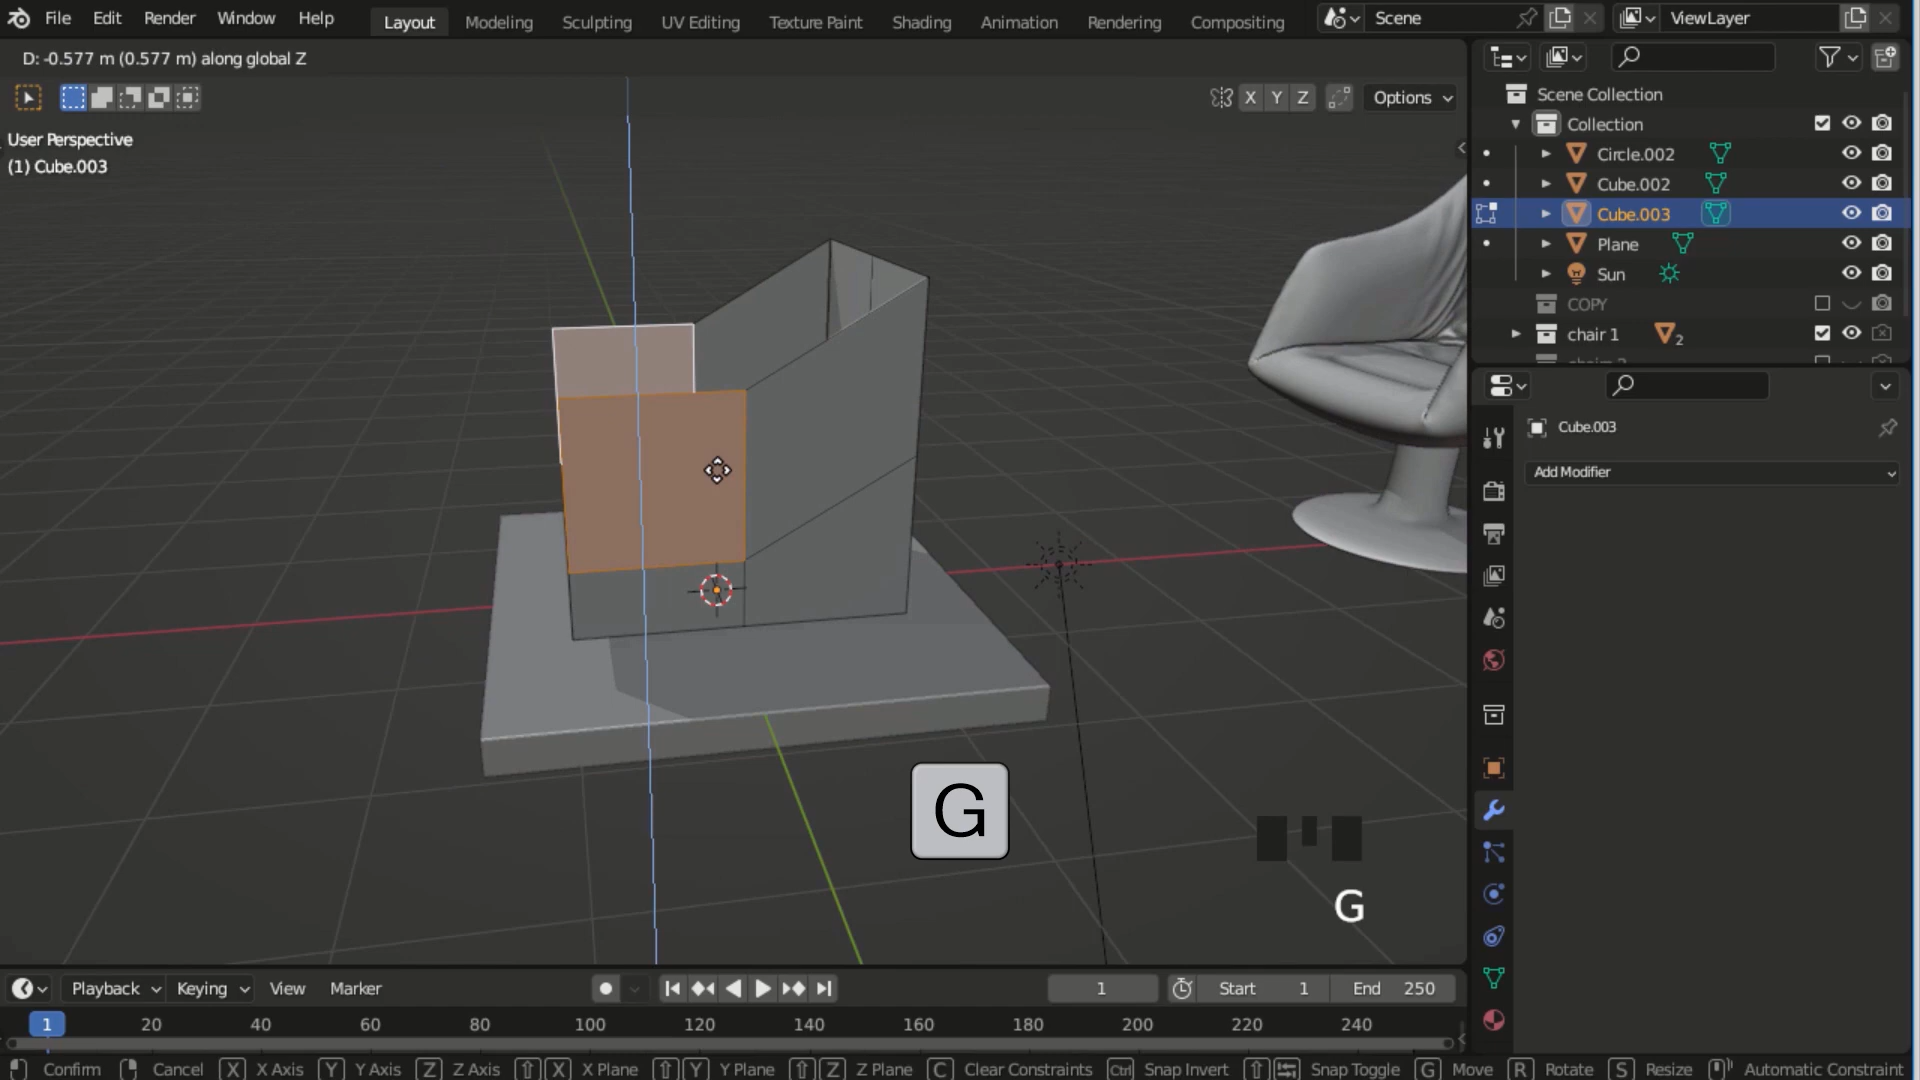 File Edit Render Window Help Layout Modeling Sculpting UV Editing Texture Paint Shading Animation Rendering Compositing Scene ViewLayer
D: -0.577 m (0.577 m) along global Z
X Y Z Options
User Perspective
(1) Cube.003
Scene Collection
Collection
Circle.002
Cube.002
Cube.003
Plane
Sun
COPY
chair 1 2
Cube.003
Add Modifier
G
G
Playback Keying View Marker 1 Start 1 End 250
1 20 40 60 80 100 120 140 160 180 200 220 240
Confirm Cancel X X Axis Y Y Axis Z Z Axis X X Plane Y Y Plane Z Z Plane C Clear Constraints Ctrl Snap Invert Snap Toggle G Move R Rotate S Resize Automatic Constraint